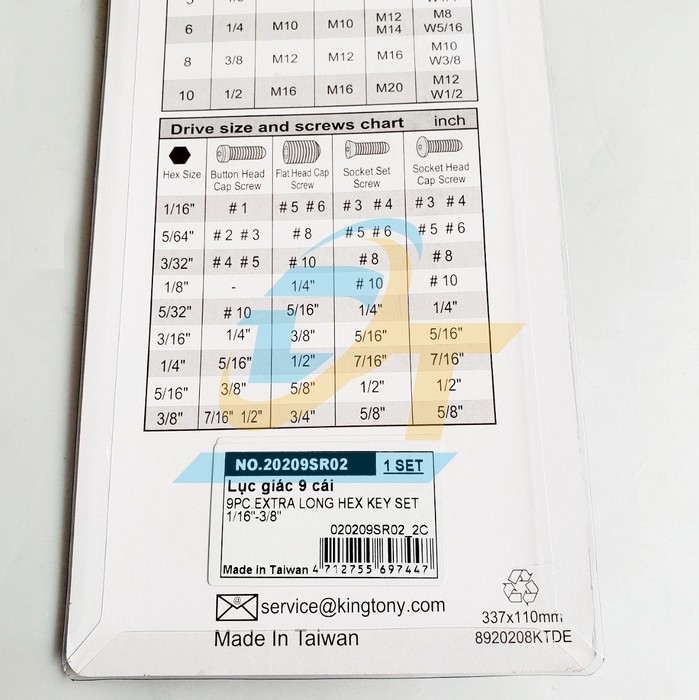 6 1/4 M10 M10 M12 M14 M8 W5/16
8 3/8 M12 M12 M16 M10 W3/8
10 1/2 M16 M16 M20 M12 W1/2
Drive size and screws chart inch
Hex Size Button Head Cap Screw Flat Head Cap Screw Socket Set Screw Socket Head Cap Screw
1/16" #1 #5 #6 #3 #4 #3 #4
5/64" #2 #3 #8 #5 #6 #5 #6
3/32" #4 #5 #10 #8 #8
1/8" - 1/4" #10 #10
5/32" #10 5/16" 1/4" 1/4"
3/16" 1/4" 3/8" 5/16" 5/16"
1/4" 5/16" 1/2" 7/16" 7/16"
5/16" 3/8" 5/8" 1/2" 1/2"
3/8" 7/16" 1/2" 3/4" 5/8" 5/8"
DT
NO.20209SR02 1 SET
Lục giác 9 cái
9PC.EXTRA LONG HEX KEY SET
1/16"-3/8"
020209SR02_2C
Made in Taiwan 4 712755 697447
service@kingtony.com
Made In Taiwan
337x110mm
8920208KTDE